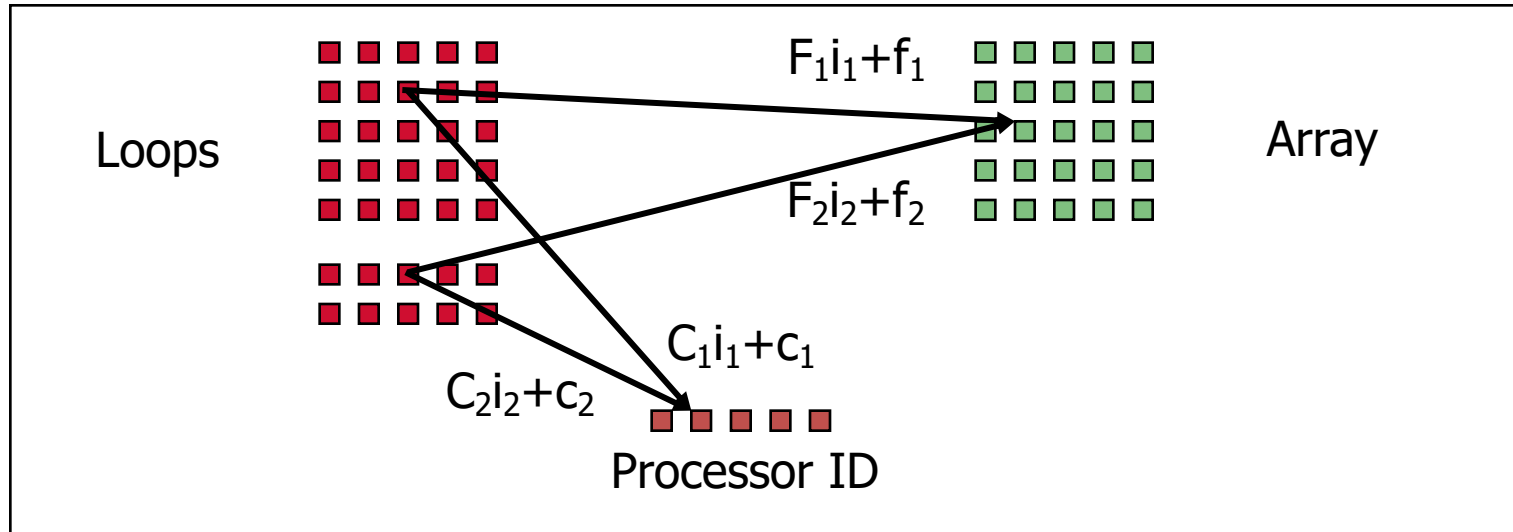 F₁i₁+f₁
Loops
Array
F₂i₂+f₂
C₁i₁+c₁
C₂i₂+c₂
Processor ID